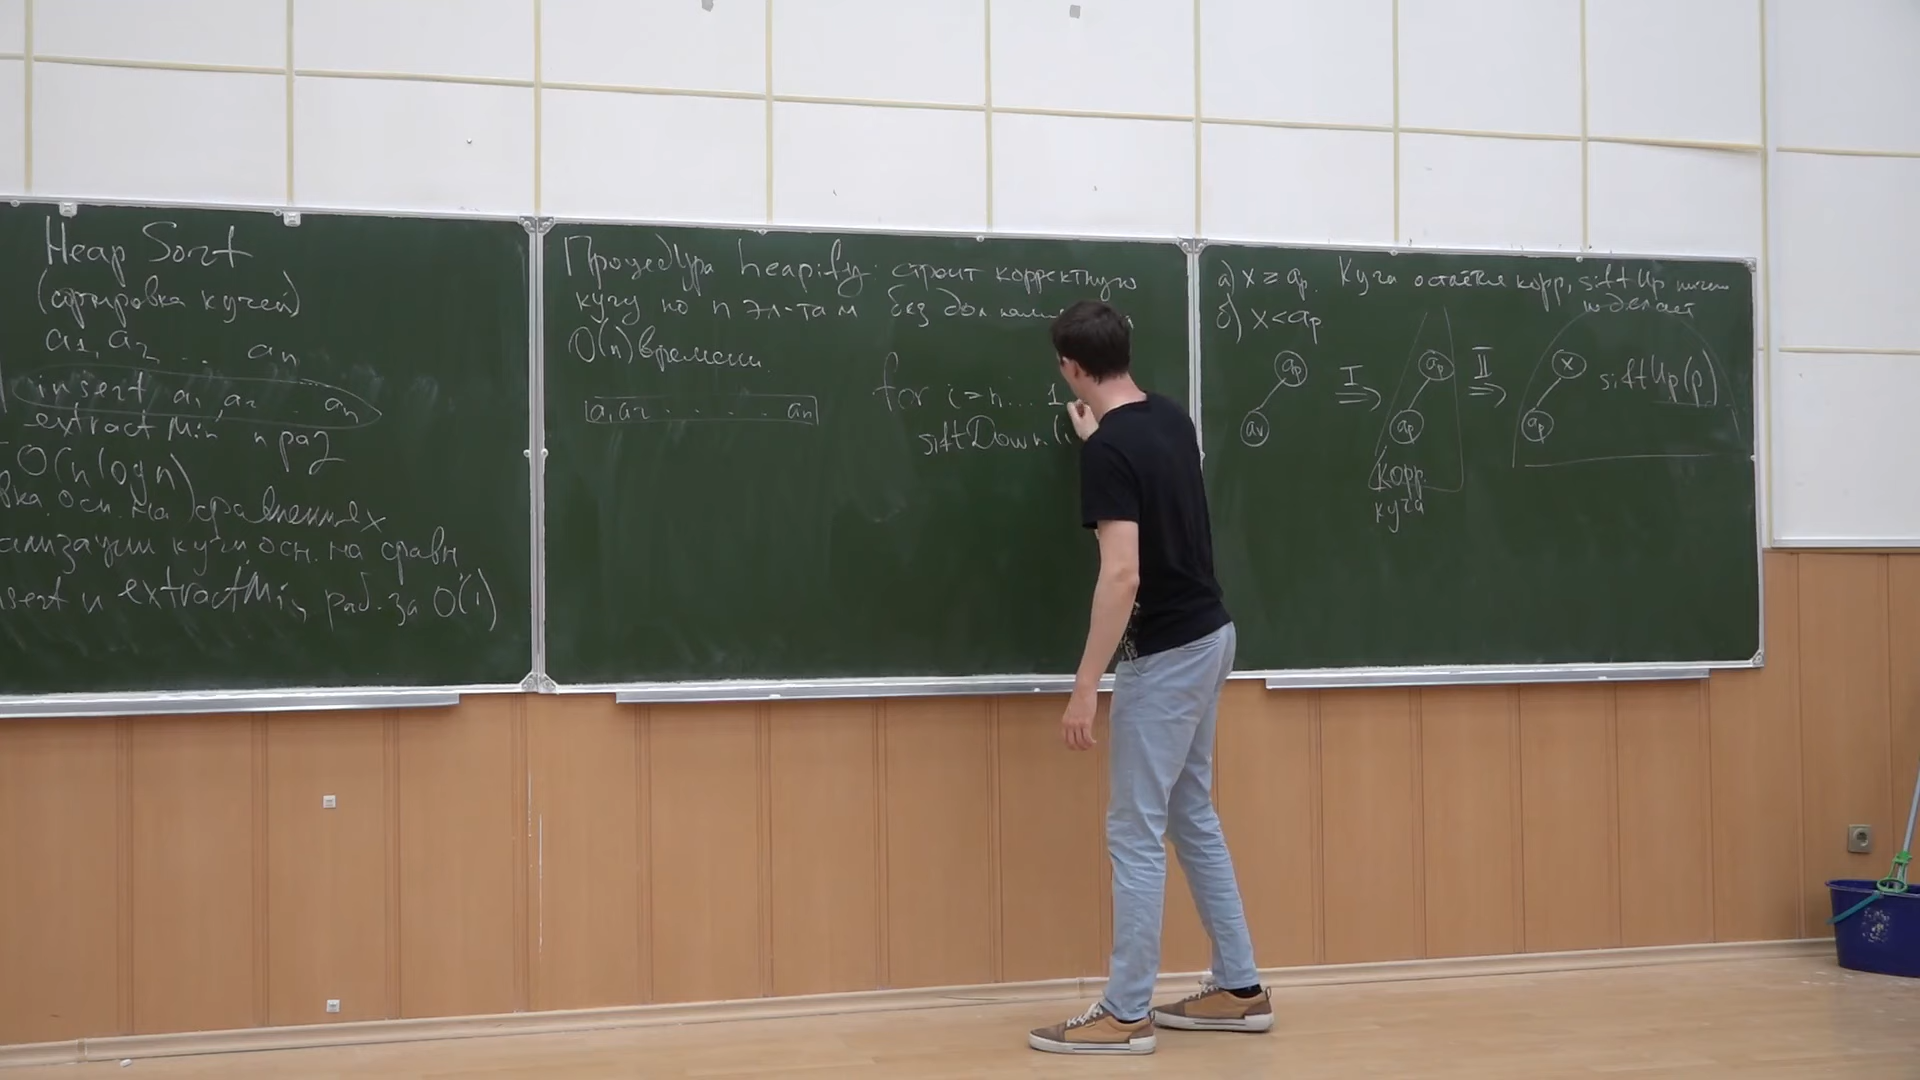 Heap Sort
(сортировка кучей)
a1, a2 ... an
insert a1, a2 ... an
extractMin n раз
O(n log n)
вка. осн. на сравнениях
ализации кучи, осн. на сравн.
sert и extractMin раб. за O(1)
Процедура heapify: строит корректную
кучу по n эл-там без доп
O(n) времени.
a1 a2 . . . . an
for i = n ... 1
siftDown(i
а) x ≥ ap. Куча остаётся корр, siftUp ничего
не делает
б) x < ap
ap
av
I
⇒
ap
ap
корр.
куча
II
⇒
x
ap
siftUp(p)